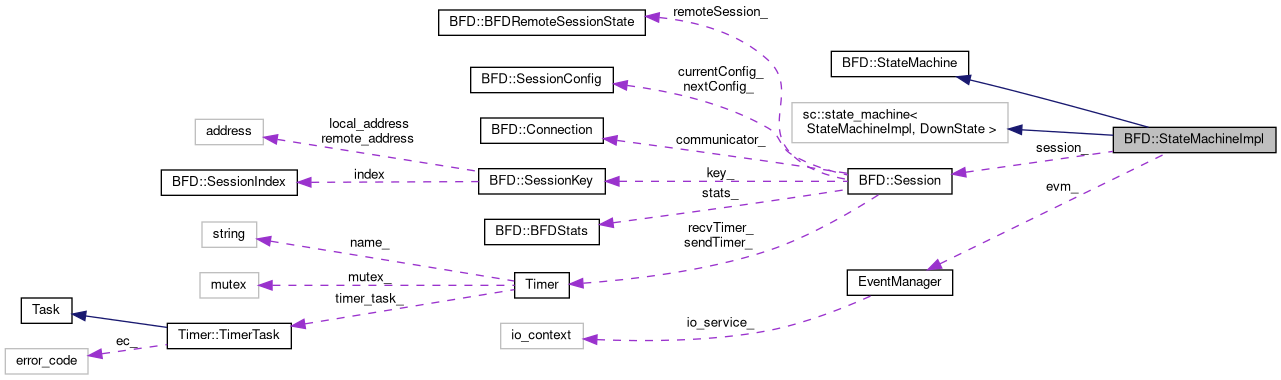 remoteSession_
BFD::BFDRemoteSessionState
BFD::StateMachine
currentConfig_
nextConfig_
BFD::SessionConfig
sc::state_machine<
StateMachineImpl, DownState >
local_address
remote_address
address
BFD::Connection
communicator_
BFD::StateMachineImpl
session_
BFD::SessionIndex
index
BFD::SessionKey
key_
BFD::Session
evm_
stats_
string
name_
BFD::BFDStats
recvTimer_
sendTimer_
mutex
mutex_
Timer
EventManager
timer_task_
Task
Timer::TimerTask
io_context
io_service_
error_code
ec_